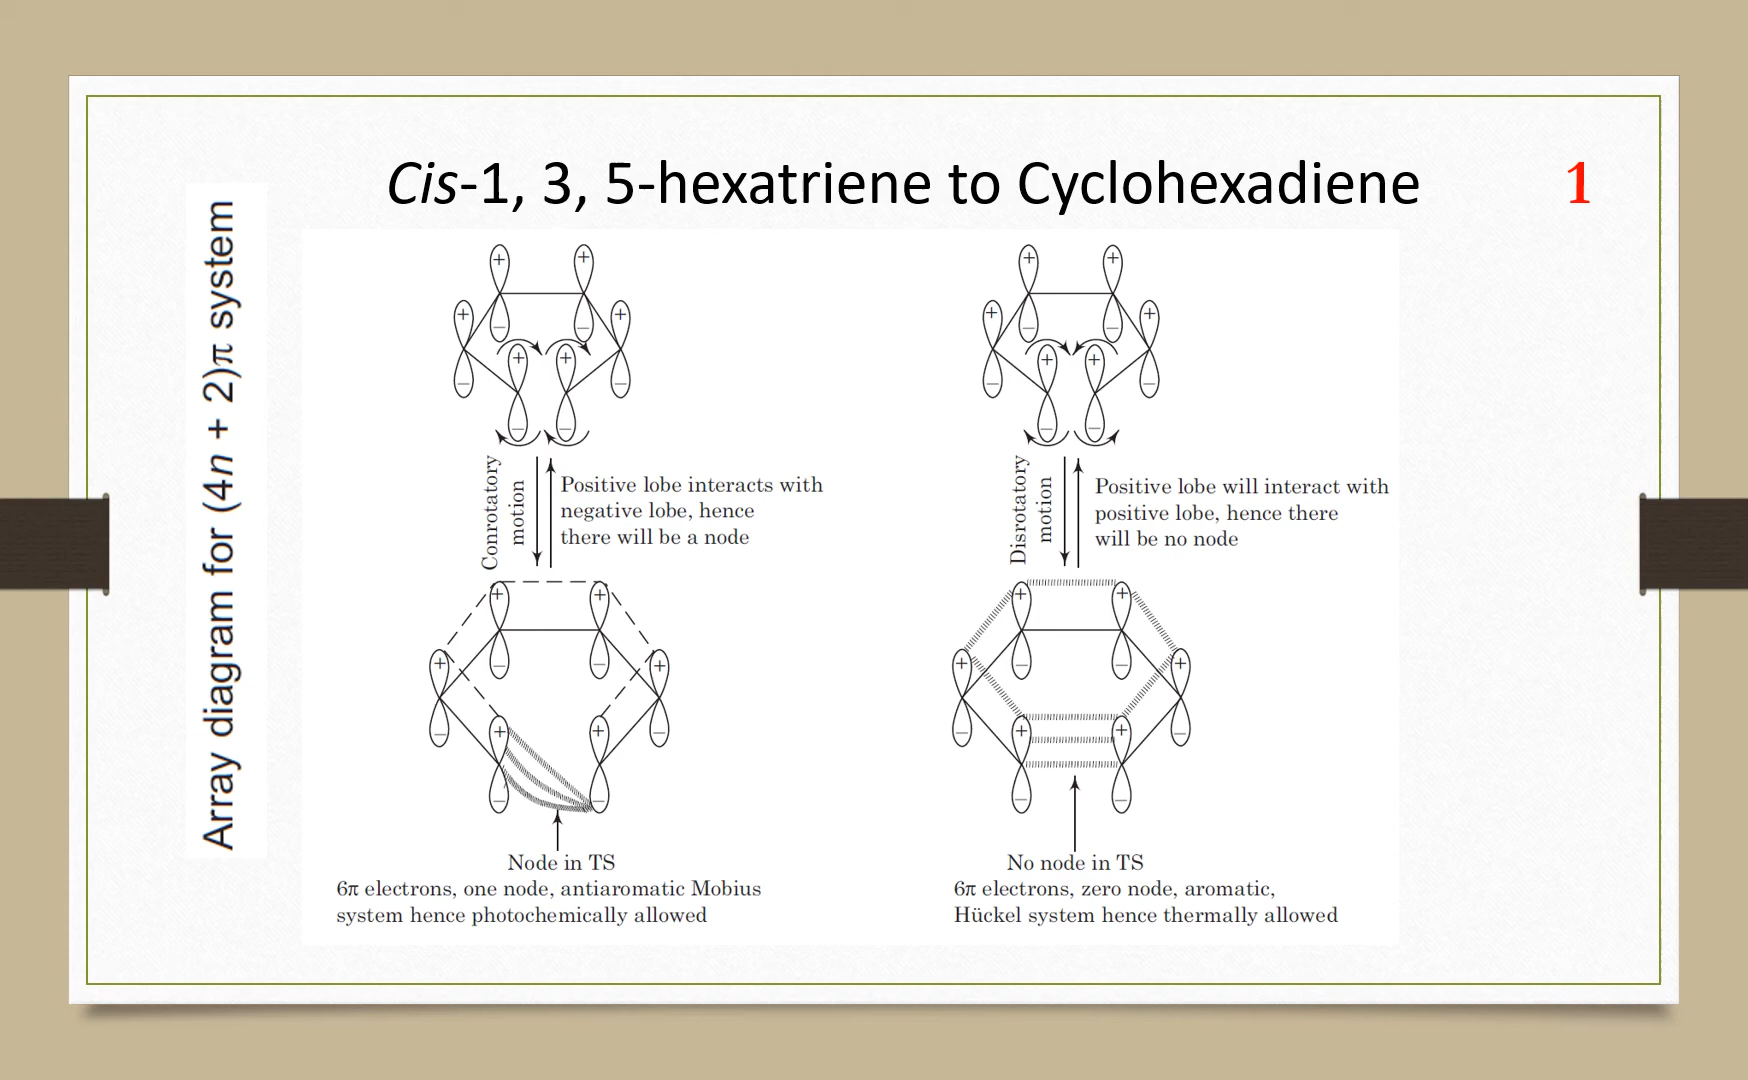 Cis-1, 3, 5-hexatriene to Cyclohexadiene
1
Array diagram for (4n + 2)π system
+ +
+ +
– –
+ +
– –
– –
Conrotatory
motion
Positive lobe interacts with
negative lobe, hence
there will be a node
+ +
+ +
– –
+ +
– –
– –
Node in TS
6π electrons, one node, antiaromatic Mobius
system hence photochemically allowed
+ +
+ +
– –
+ +
– –
– –
Disrotatory
motion
Positive lobe will interact with
positive lobe, hence there
will be no node
+ +
+ +
– –
+ +
– –
– –
No node in TS
6π electrons, zero node, aromatic,
Hückel system hence thermally allowed